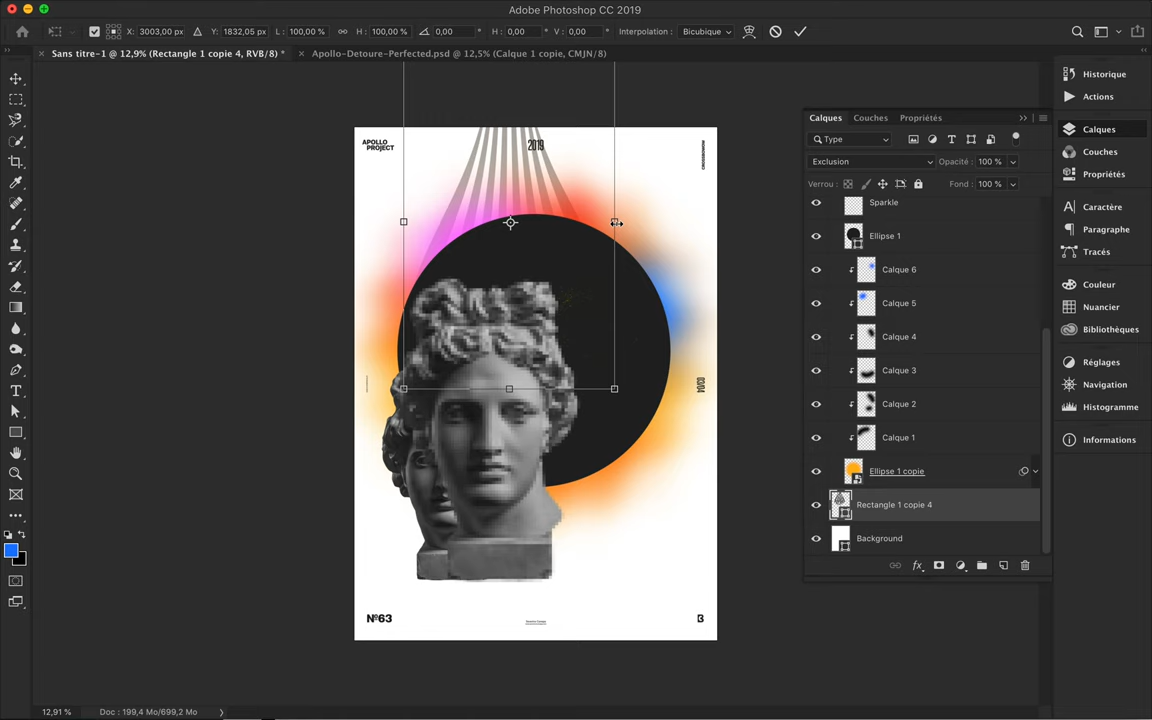 Adobe Photoshop CC 2019
X: 3003,00 px Y: 1832,05 px L: 100,00 % H: 100,00 % 0,00 ° H: 0,00 ° V: 0,00 ° Interpolation : Bicubique
Sans titre-1 @ 12,9% (Rectangle 1 copie 4, RVB/8) *
Apollo-Detoure-Perfected.psd @ 12,5% (Calque 1 copie, CMJN/8)
APOLLO
PROJECT
2019
03/04
N°63
Calques Couches Propriétés
Type
Exclusion Opacité : 100 %
Verrou : Fond : 100 %
Sparkle
Ellipse 1
Calque 6
Calque 5
Calque 4
Calque 3
Calque 2
Calque 1
Ellipse 1 copie
Rectangle 1 copie 4
Background
fx
Historique
Actions
Calques
Couches
Propriétés
Caractère
Paragraphe
Tracés
Couleur
Nuancier
Bibliothèques
Réglages
Navigation
Histogramme
Informations
12,91 % Doc : 199,4 Mo/699,2 Mo